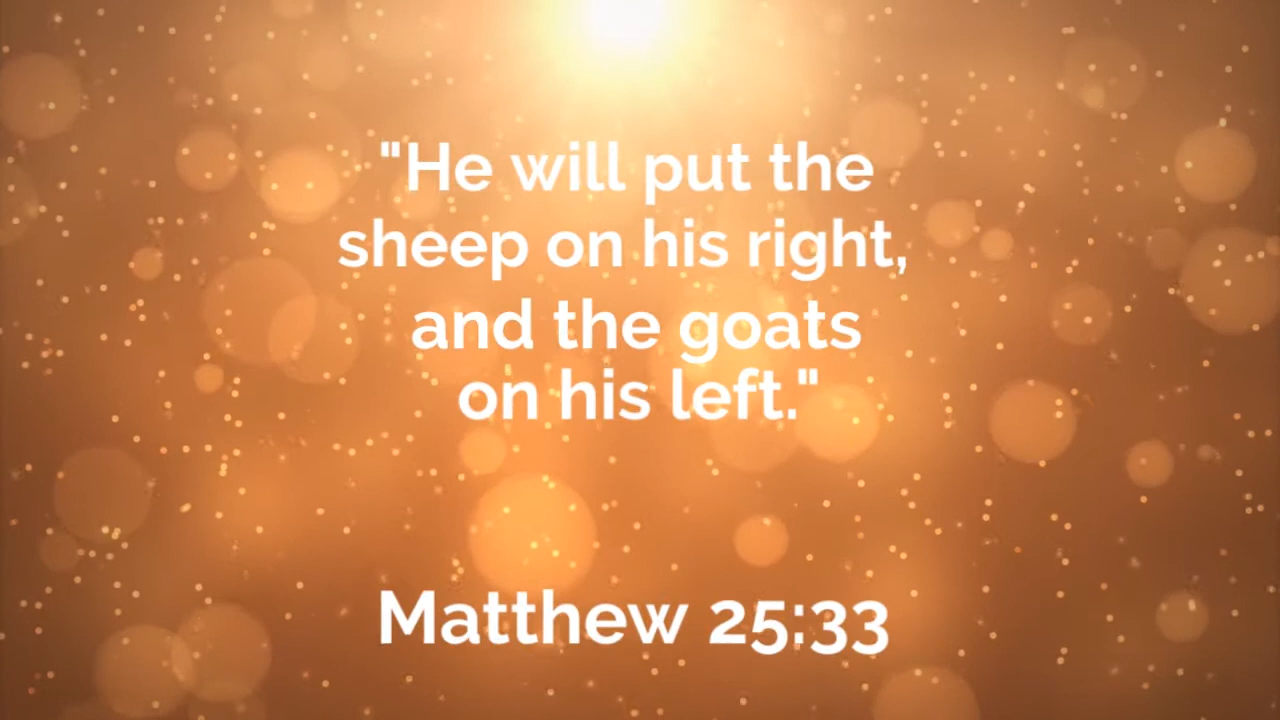 "He will put the
sheep on his right,
and the goats
on his left."
Matthew 25:33